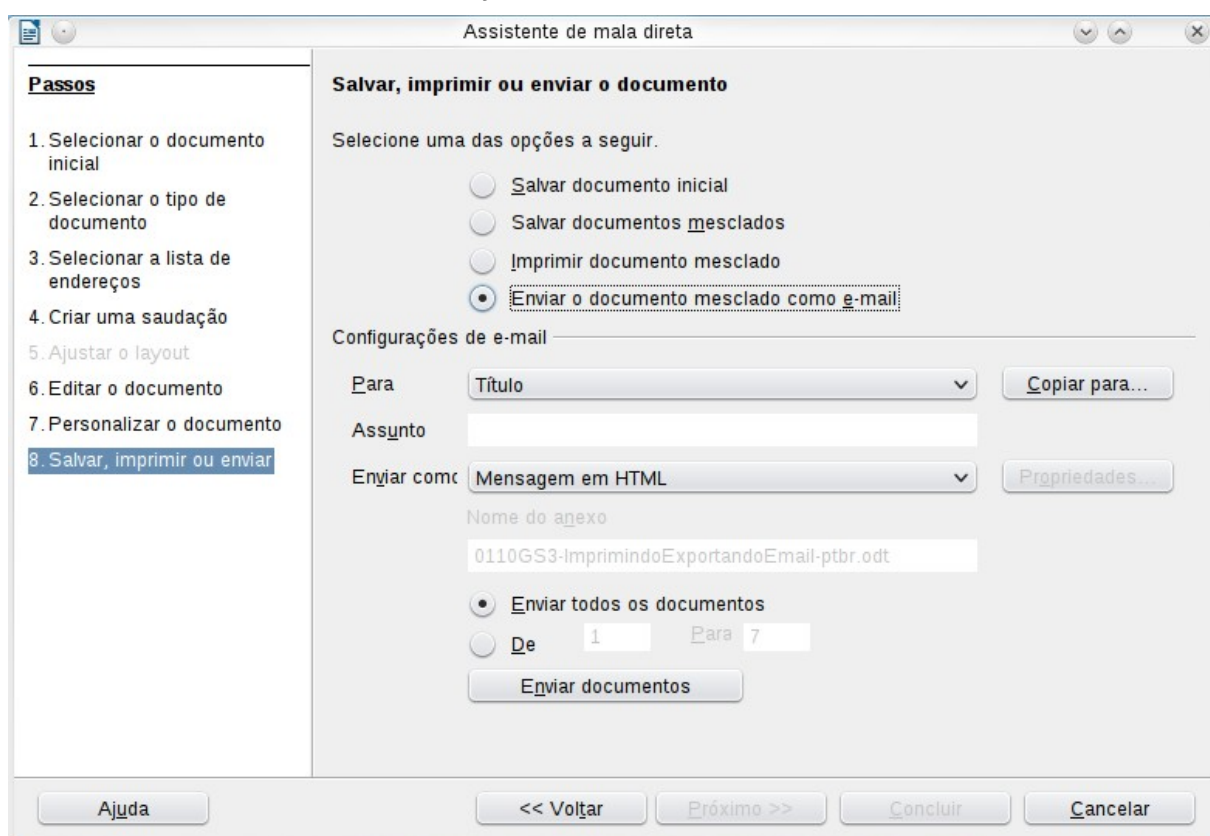 Assistente de mala direta
Passos
1. Selecionar o documento
inicial
2. Selecionar o tipo de
documento
3. Selecionar a lista de
endereços
4. Criar uma saudação
5. Ajustar o layout
6. Editar o documento
7. Personalizar o documento
8. Salvar, imprimir ou enviar
Salvar, imprimir ou enviar o documento
Selecione uma das opções a seguir.
Salvar documento inicial
Salvar documentos mesclados
Imprimir documento mesclado
Enviar o documento mesclado como e-mail
Configurações de e-mail
Para Título Copiar para...
Assunto
Enviar como Mensagem em HTML Propriedades...
Nome do anexo
0110GS3-ImprimindoExportandoEmail-ptbr.odt
Enviar todos os documentos
De 1 Para 7
Enviar documentos
Ajuda << Voltar Próximo >> Concluir Cancelar